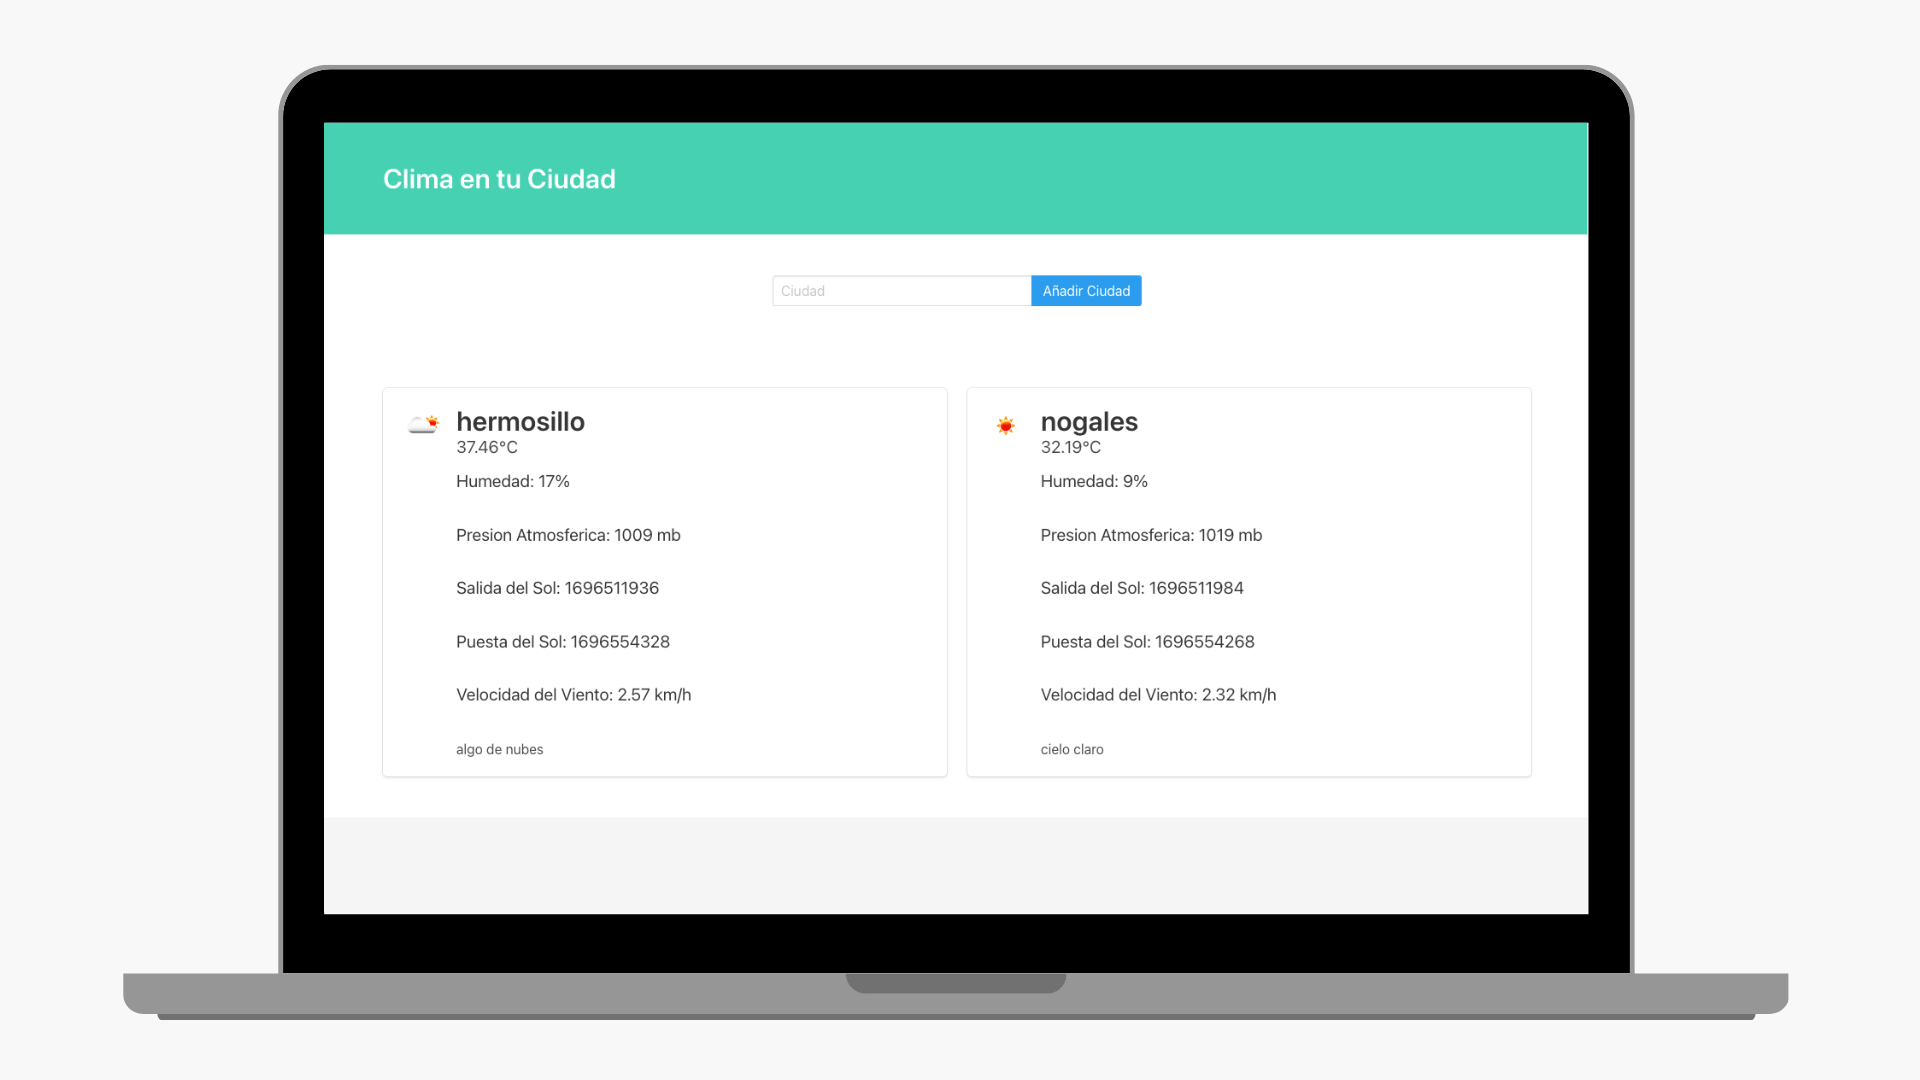 Clima en tu Ciudad
Ciudad
Añadir Ciudad
hermosillo
37.46°C
Humedad: 17%
Presion Atmosferica: 1009 mb
Salida del Sol: 1696511936
Puesta del Sol: 1696554328
Velocidad del Viento: 2.57 km/h
algo de nubes
nogales
32.19°C
Humedad: 9%
Presion Atmosferica: 1019 mb
Salida del Sol: 1696511984
Puesta del Sol: 1696554268
Velocidad del Viento: 2.32 km/h
cielo claro